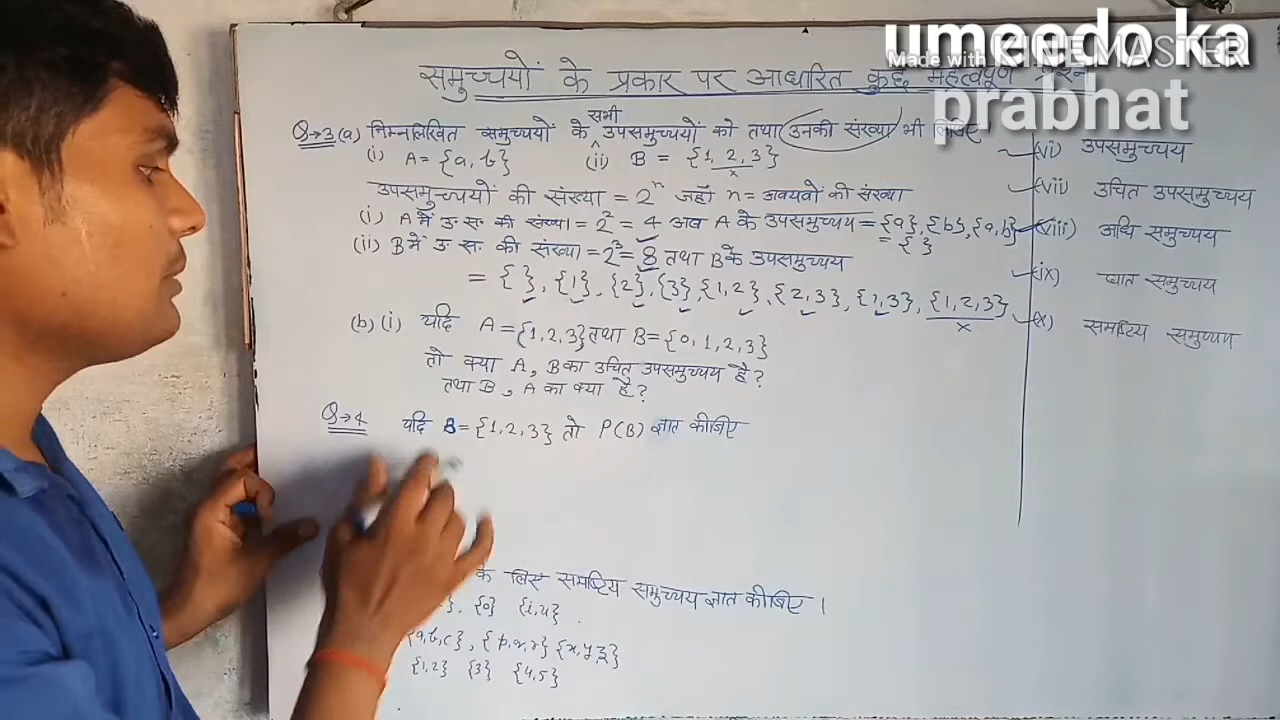 umeedo ka
prabhat
Made with KINEMASTER
समुच्चयों के प्रकार पर आधारित कुछ महत्वपूर्ण
Q→3 (a) निम्नलिखित समुच्चयों के सभी उपसमुच्चयों को तथा उनकी संख्या भी लिखिए
(i) A = {a, b} (ii) B = {1, 2, 3}
x
उपसमुच्चयों की संख्या = 2ⁿ जहाँ n = अवयवों की संख्या
(i) A में उ. स. की संख्या = 2² = 4 अब A के उपसमुच्चय = {a}, {b}, {a, b}
= { }
(ii) B में उ. स. की संख्या = 2³ = 8 तथा B के उपसमुच्चय
= { }, {1}, {2}, {3}, {1, 2}, {2, 3}, {1, 3}, {1, 2, 3}
x
(b) (i) यदि A = {1, 2, 3} तथा B = {0, 1, 2, 3}
तो क्या A, B का उचित उपसमुच्चय है?
तथा B, A का क्या है?
Q→4 यदि B = {1, 2, 3} तो P(B) ज्ञात कीजिए
के लिए समष्टिय समुच्चय ज्ञात कीजिए ।
{0}
{a, b, c}, {p, q, r} {x, y, z}
{1, 2} {3} {4, 5}
(vi) उपसमुच्चय
(vii) उचित उपसमुच्चय
(viii) अधि समुच्चय
(ix) घात समुच्चय
(x) समष्टिय समुच्चय